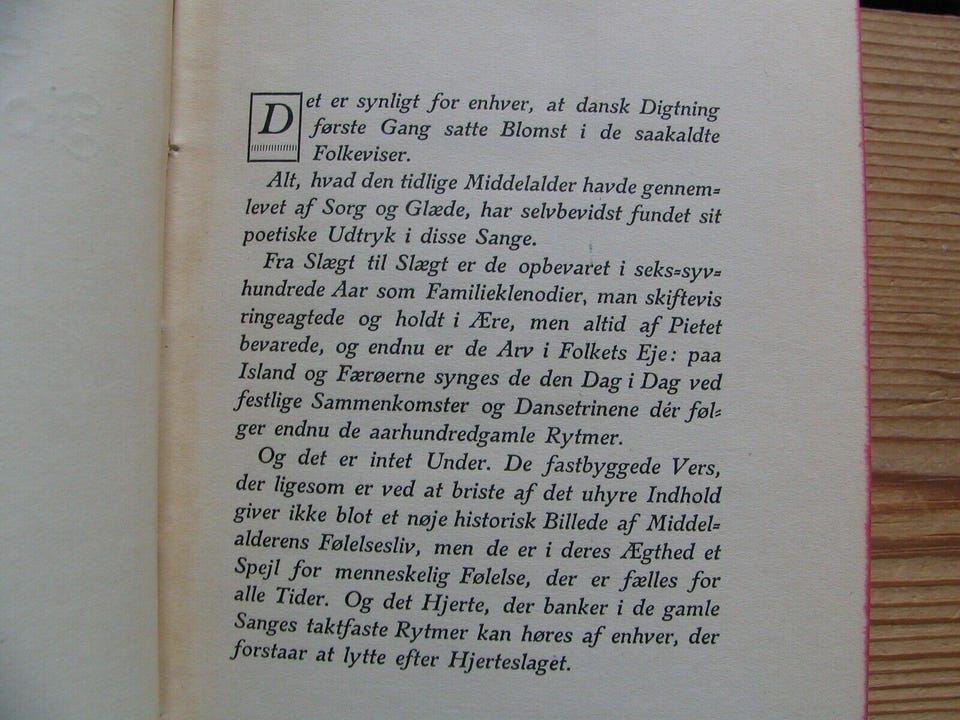 Det er synligt for enhver, at dansk Digtning
første Gang satte Blomst i de saakaldte
Folkeviser.
Alt, hvad den tidlige Middelalder havde gennem=
levet af Sorg og Glæde, har selvbevidst fundet sit
poetiske Udtryk i disse Sange.
Fra Slægt til Slægt er de opbevaret i seks=syv=
hundrede Aar som Familieklenodier, man skiftevis
ringeagtede og holdt i Ære, men altid af Pietet
bevarede, og endnu er de Arv i Folkets Eje: paa
Island og Færøerne synges de den Dag i Dag ved
festlige Sammenkomster og Dansetrinene dér føl=
ger endnu de aarhundredgamle Rytmer.
Og det er intet Under. De fastbyggede Vers,
der ligesom er ved at briste af det uhyre Indhold
giver ikke blot et nøje historisk Billede af Middel=
alderens Følelsesliv, men de er i deres Ægthed et
Spejl for menneskelig Følelse, der er fælles for
alle Tider. Og det Hjerte, der banker i de gamle
Sanges taktfaste Rytmer kan høres af enhver, der
forstaar at lytte efter Hjerteslaget.